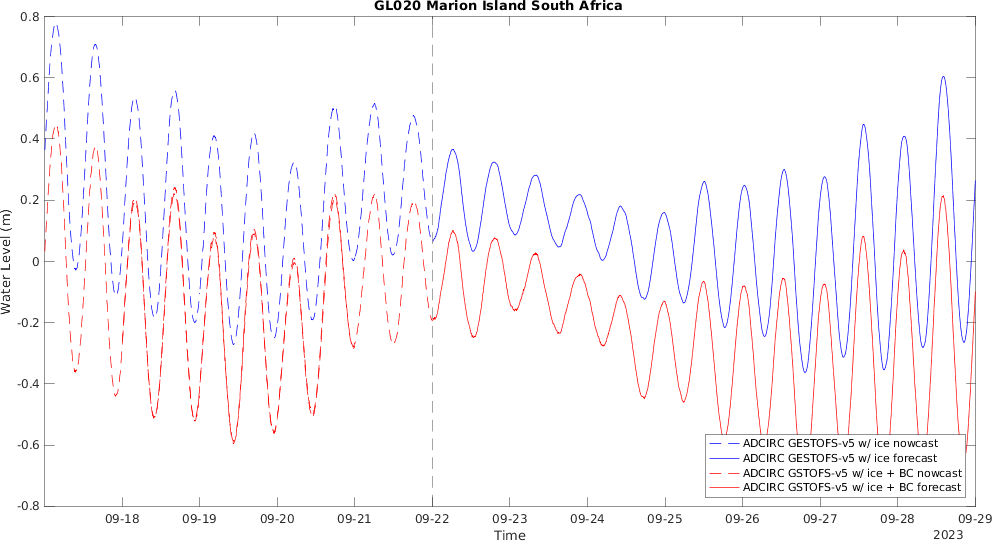 GL020 Marion Island South Africa
Water Level (m)
0.8
0.6
0.4
0.2
0
-0.2
-0.4
-0.6
-0.8
ADCIRC GESTOFS-v5 w/ ice nowcast
ADCIRC GESTOFS-v5 w/ ice forecast
ADCIRC GSTOFS-v5 w/ ice + BC nowcast
ADCIRC GSTOFS-v5 w/ ice + BC forecast
09-18 09-19 09-20 09-21 09-22 09-23 09-24 09-25 09-26 09-27 09-28 09-29
Time
2023